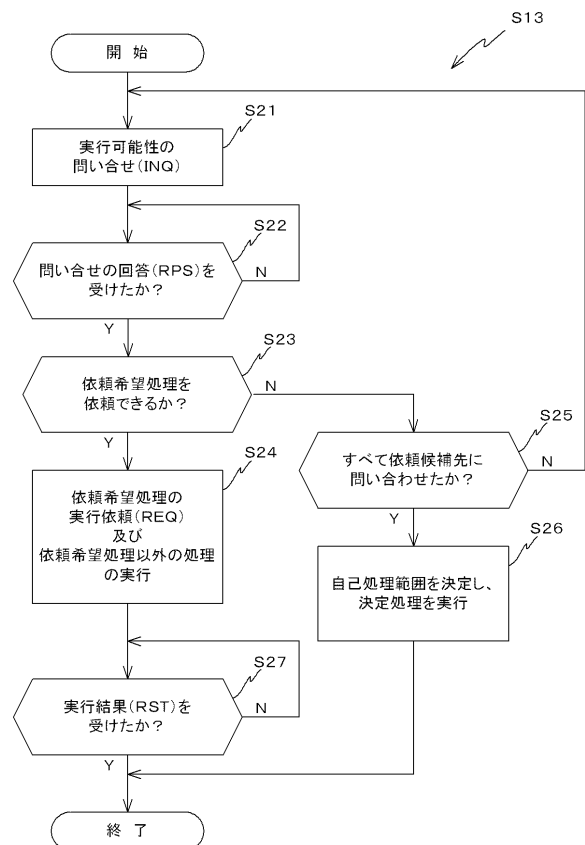 S13
開 始
S21
実行可能性の
問い合せ(INQ)
S22
問い合せの回答(RPS)を
受けたか？
N
Y
S23
依頼希望処理を
依頼できるか？
N
Y
S25
すべて依頼候補先に
問い合わせたか？
N
Y
S24
依頼希望処理の
実行依頼(REQ)
及び
依頼希望処理以外の処理
の実行
S26
自己処理範囲を決定し、
決定処理を実行
S27
実行結果(RST)を
受けたか？
N
Y
終 了